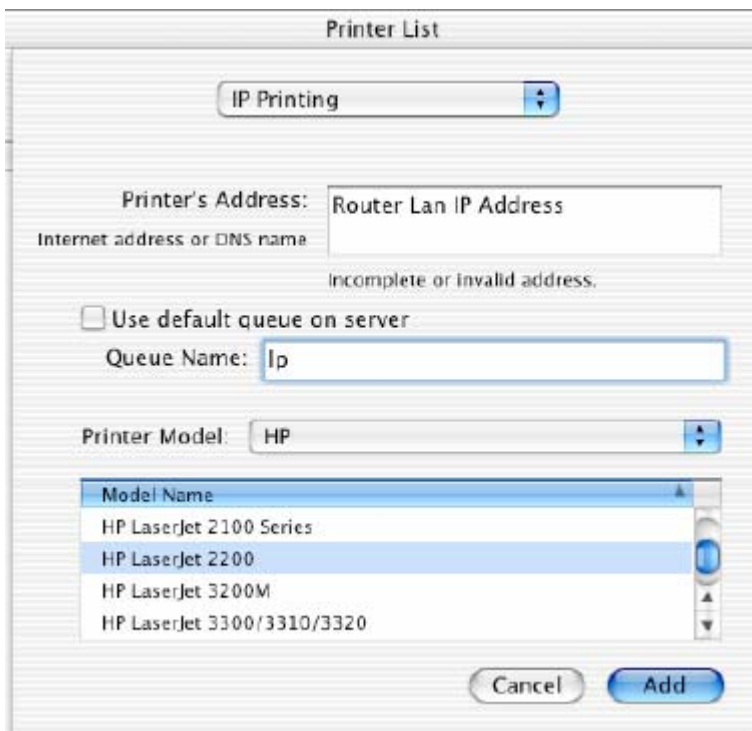 Printer List
IP Printing
Printer's Address:
Router Lan IP Address
Internet address or DNS name
Incomplete or invalid address.
Use default queue on server
Queue Name:
lp
Printer Model:
HP
Model Name
HP LaserJet 2100 Series
HP LaserJet 2200
HP LaserJet 3200M
HP LaserJet 3300/3310/3320
Cancel
Add